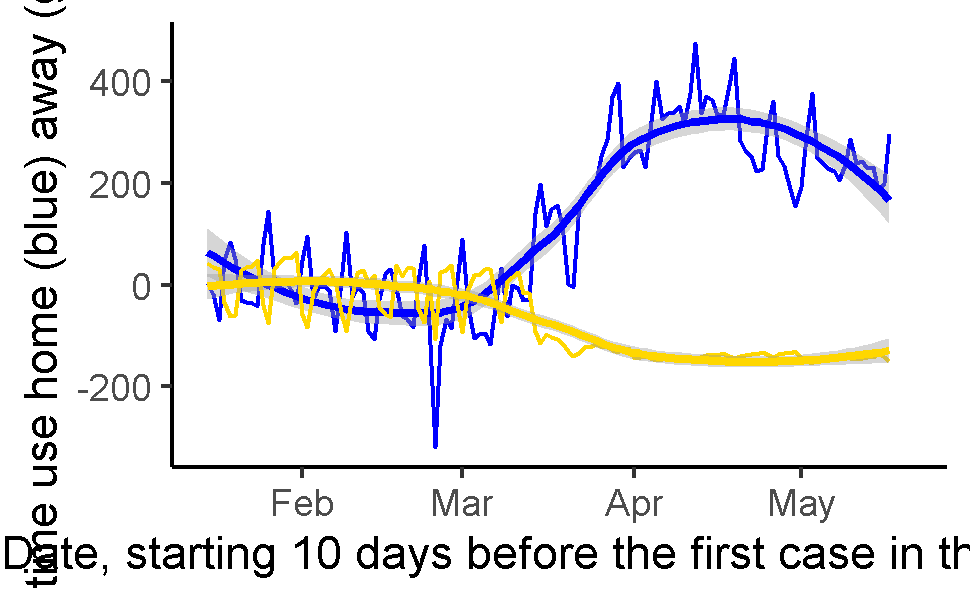 time use home (blue) away (
400
200
0
-200
Feb Mar Apr May
Date, starting 10 days before the first case in th